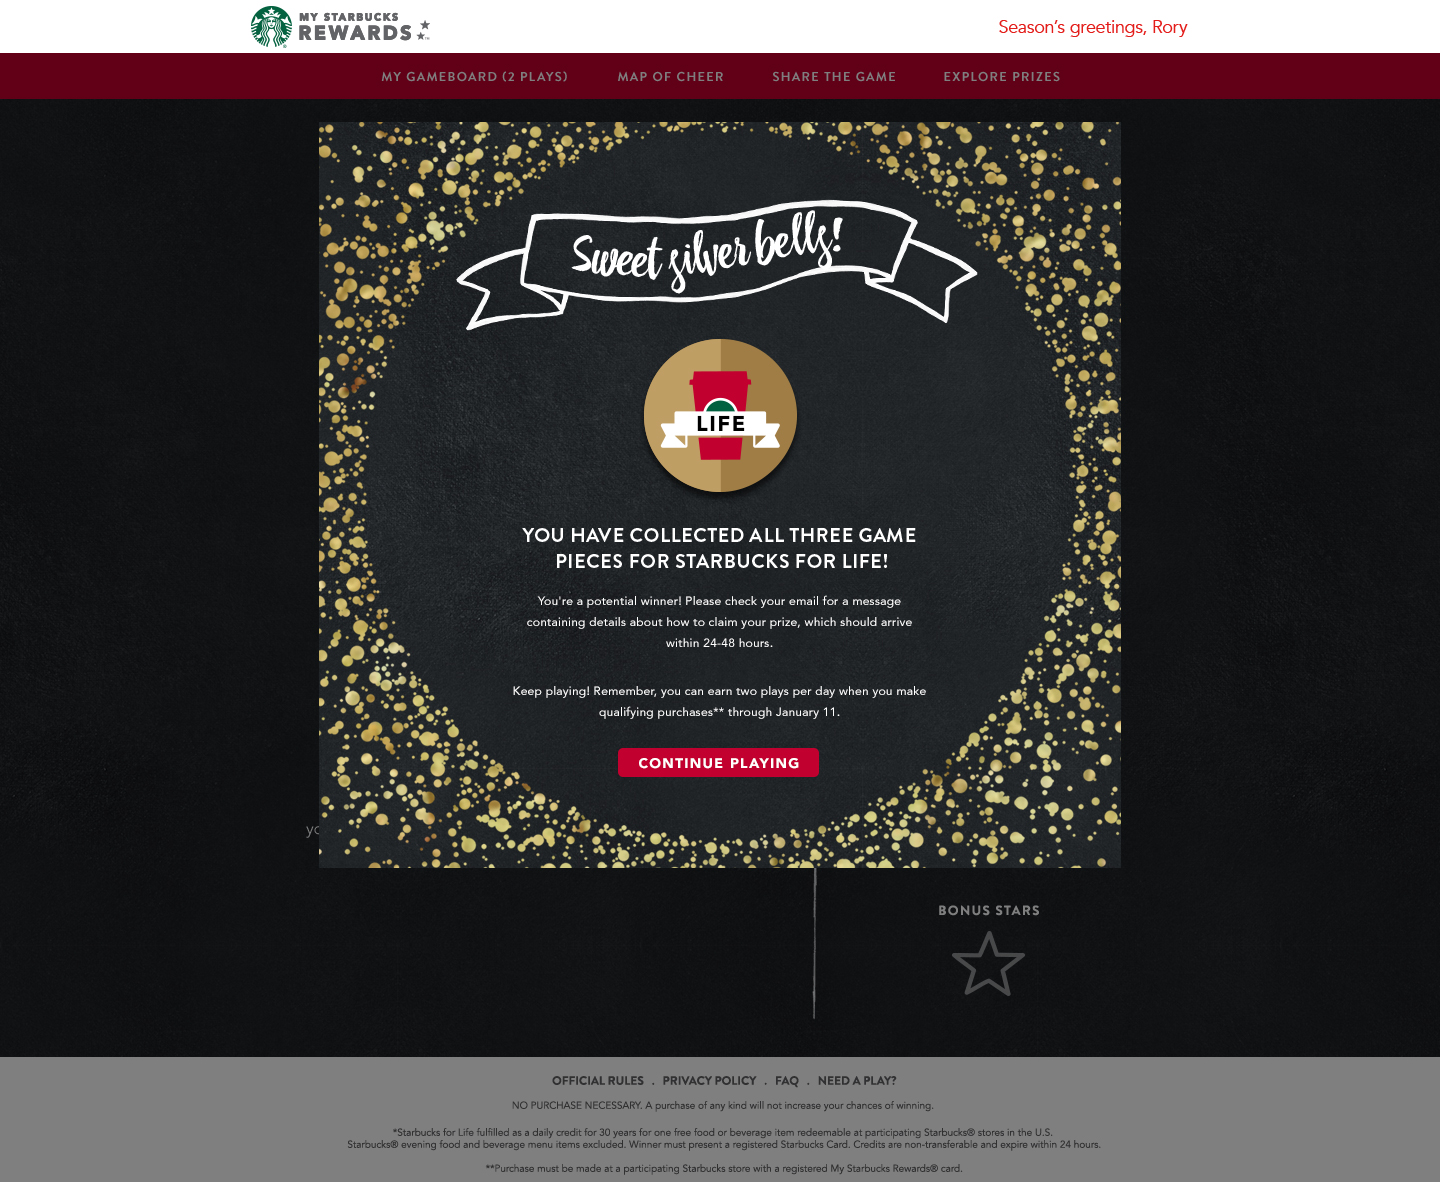 MY STARBUCKS
REWARDS
Season's greetings, Rory
MY GAMEBOARD (2 PLAYS)
MAP OF CHEER
SHARE THE GAME
EXPLORE PRIZES
Sweet silver bells!
LIFE
YOU HAVE COLLECTED ALL THREE GAME
PIECES FOR STARBUCKS FOR LIFE!
You're a potential winner! Please check your email for a message
containing details about how to claim your prize, which should arrive
within 24-48 hours.
Keep playing! Remember, you can earn two plays per day when you make
qualifying purchases** through January 11.
CONTINUE PLAYING
BONUS STARS
OFFICIAL RULES . PRIVACY POLICY . FAQ . NEED A PLAY?
NO PURCHASE NECESSARY. A purchase of any kind will not increase your chances of winning.
*Starbucks for Life fulfilled as a daily credit for 30 years for one free food or beverage item redeemable at participating Starbucks® stores in the U.S.
Starbucks® evening food and beverage menu items excluded. Winner must present a registered Starbucks Card. Credits are non-transferable and expire within 24 hours.
**Purchase must be made at a participating Starbucks store with a registered My Starbucks Rewards® card.